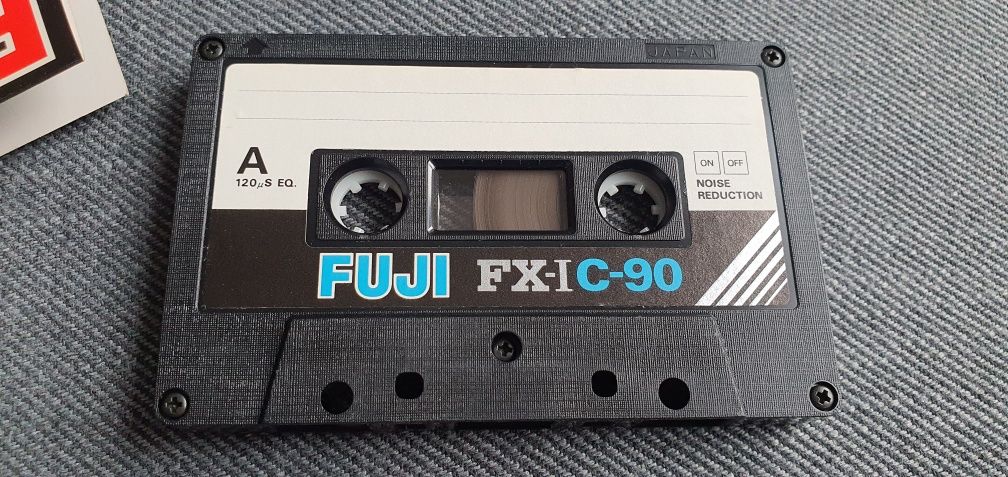 JAPAN
A
120μS EQ.
ON OFF
NOISE
REDUCTION
FUJI FX-I C-90